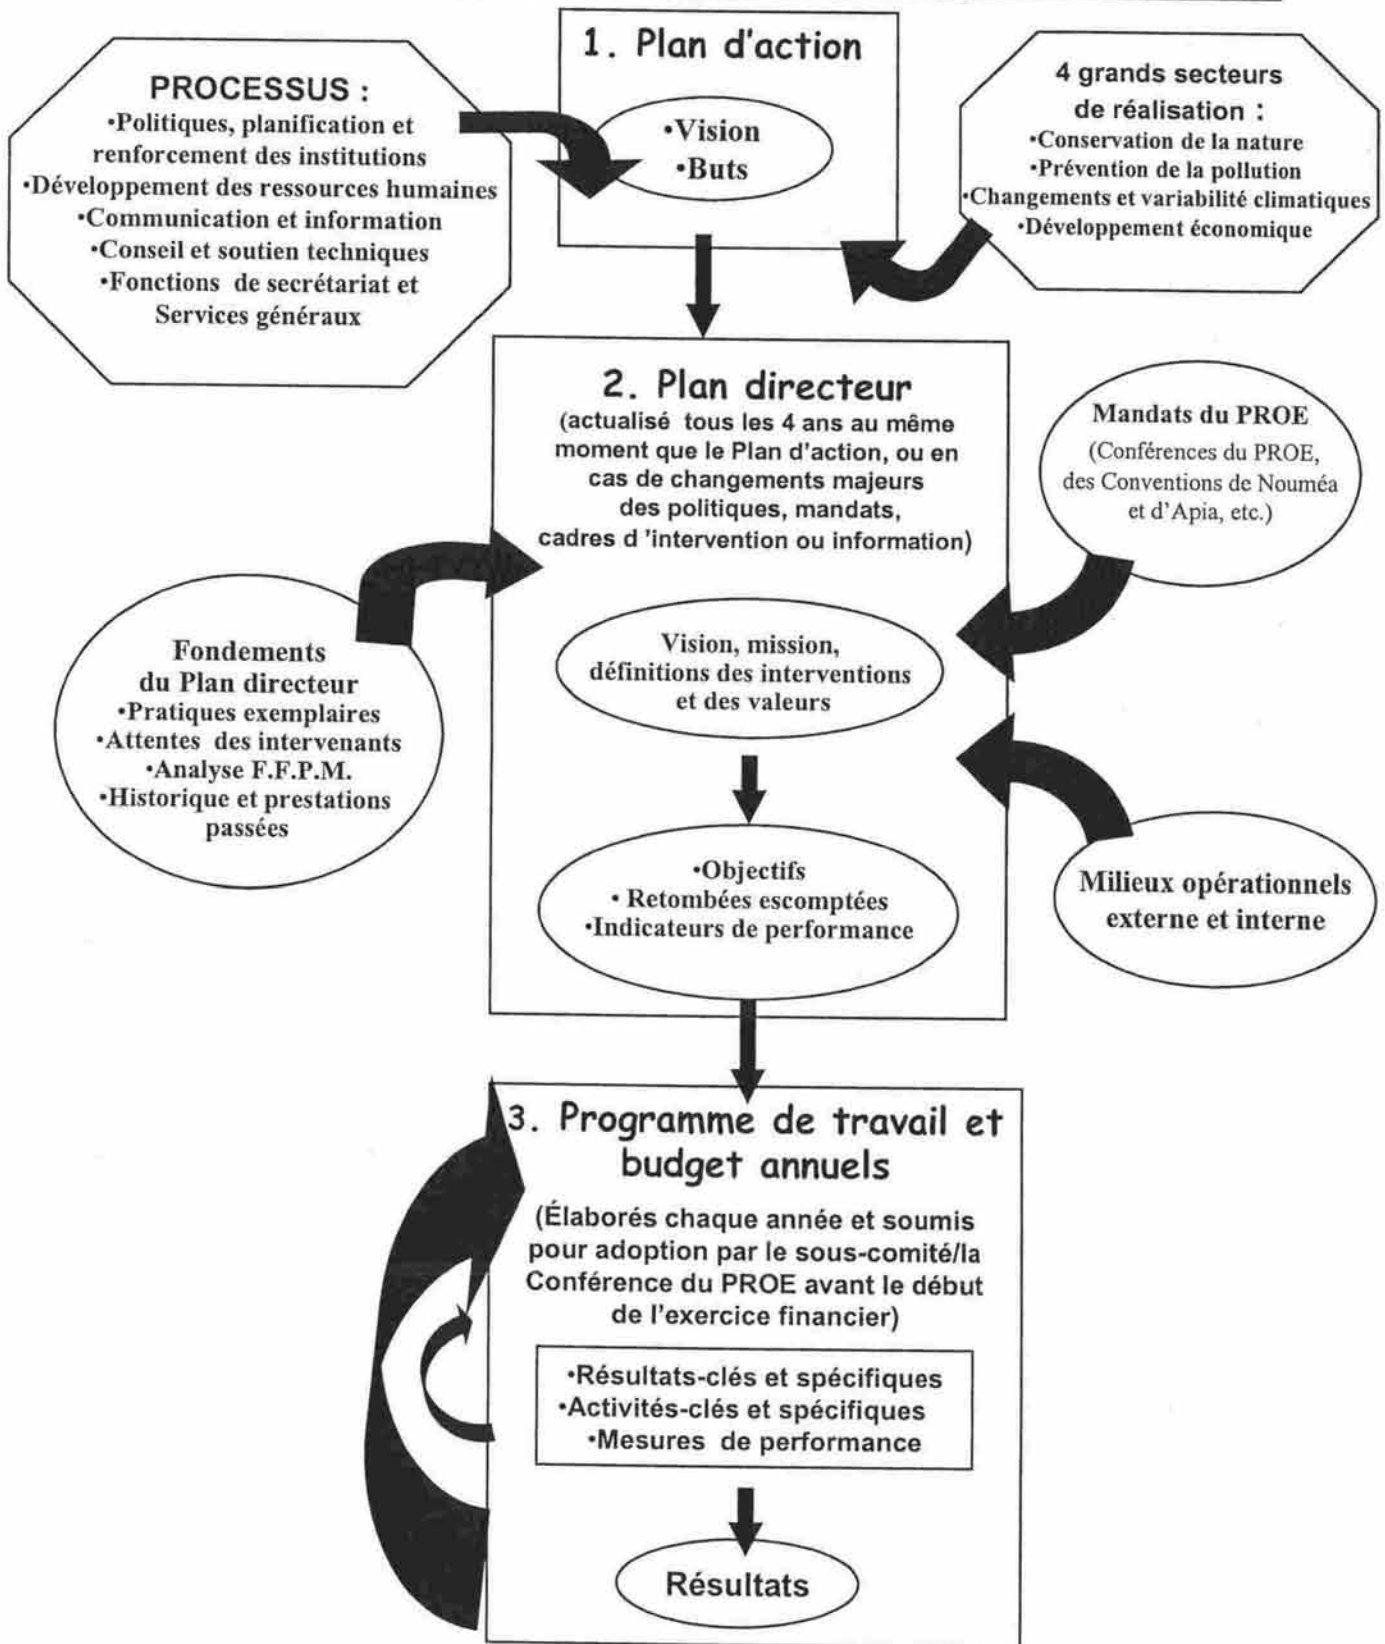 1. Plan d'action
•Vision
•Buts
PROCESSUS :
•Politiques, planification et
renforcement des institutions
•Développement des ressources humaines
•Communication et information
•Conseil et soutien techniques
•Fonctions de secrétariat et
Services généraux
4 grands secteurs
de réalisation :
•Conservation de la nature
•Prévention de la pollution
•Changements et variabilité climatiques
•Développement économique
2. Plan directeur
(actualisé tous les 4 ans au même
moment que le Plan d'action, ou en
cas de changements majeurs
des politiques, mandats,
cadres d 'intervention ou information)
Mandats du PROE
(Conférences du PROE,
des Conventions de Nouméa
et d'Apia, etc.)
Fondements
du Plan directeur
•Pratiques exemplaires
•Attentes des intervenants
•Analyse F.F.P.M.
•Historique et prestations
passées
Vision, mission,
définitions des interventions
et des valeurs
•Objectifs
• Retombées escomptées
•Indicateurs de performance
Milieux opérationnels
externe et interne
3. Programme de travail et
budget annuels
(Élaborés chaque année et soumis
pour adoption par le sous-comité/la
Conférence du PROE avant le début
de l'exercice financier)
•Résultats-clés et spécifiques
•Activités-clés et spécifiques
•Mesures de performance
Résultats